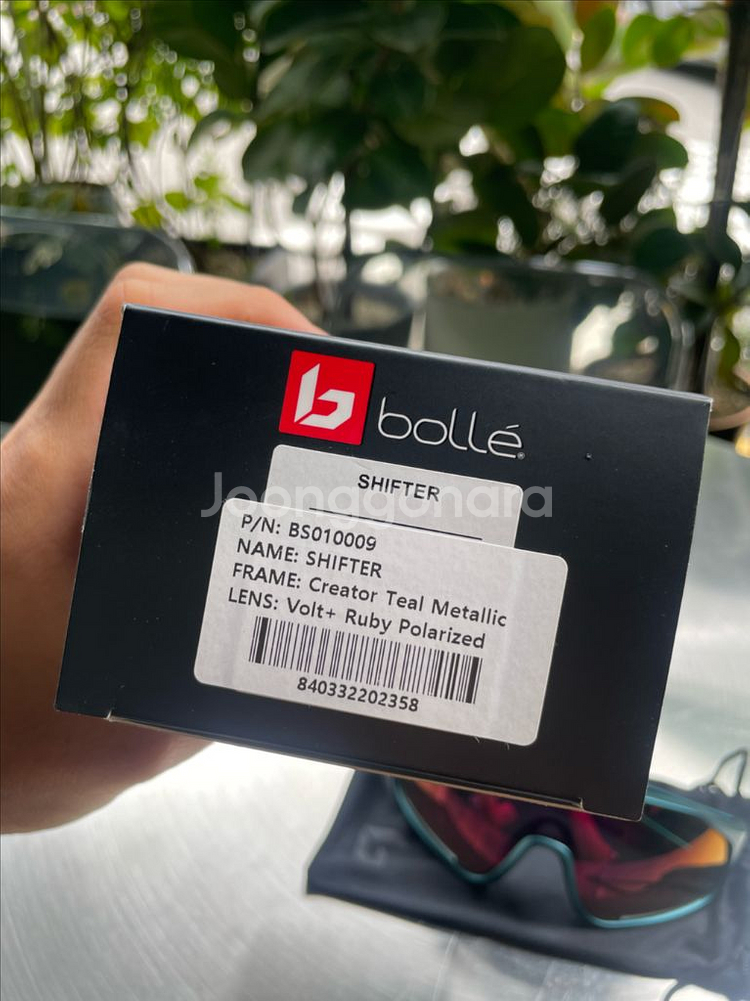 bollé
SHIFTER
Joonggonara
P/N: BS010009
NAME: SHIFTER
FRAME: Creator Teal Metallic
LENS: Volt+ Ruby Polarized
840332202358